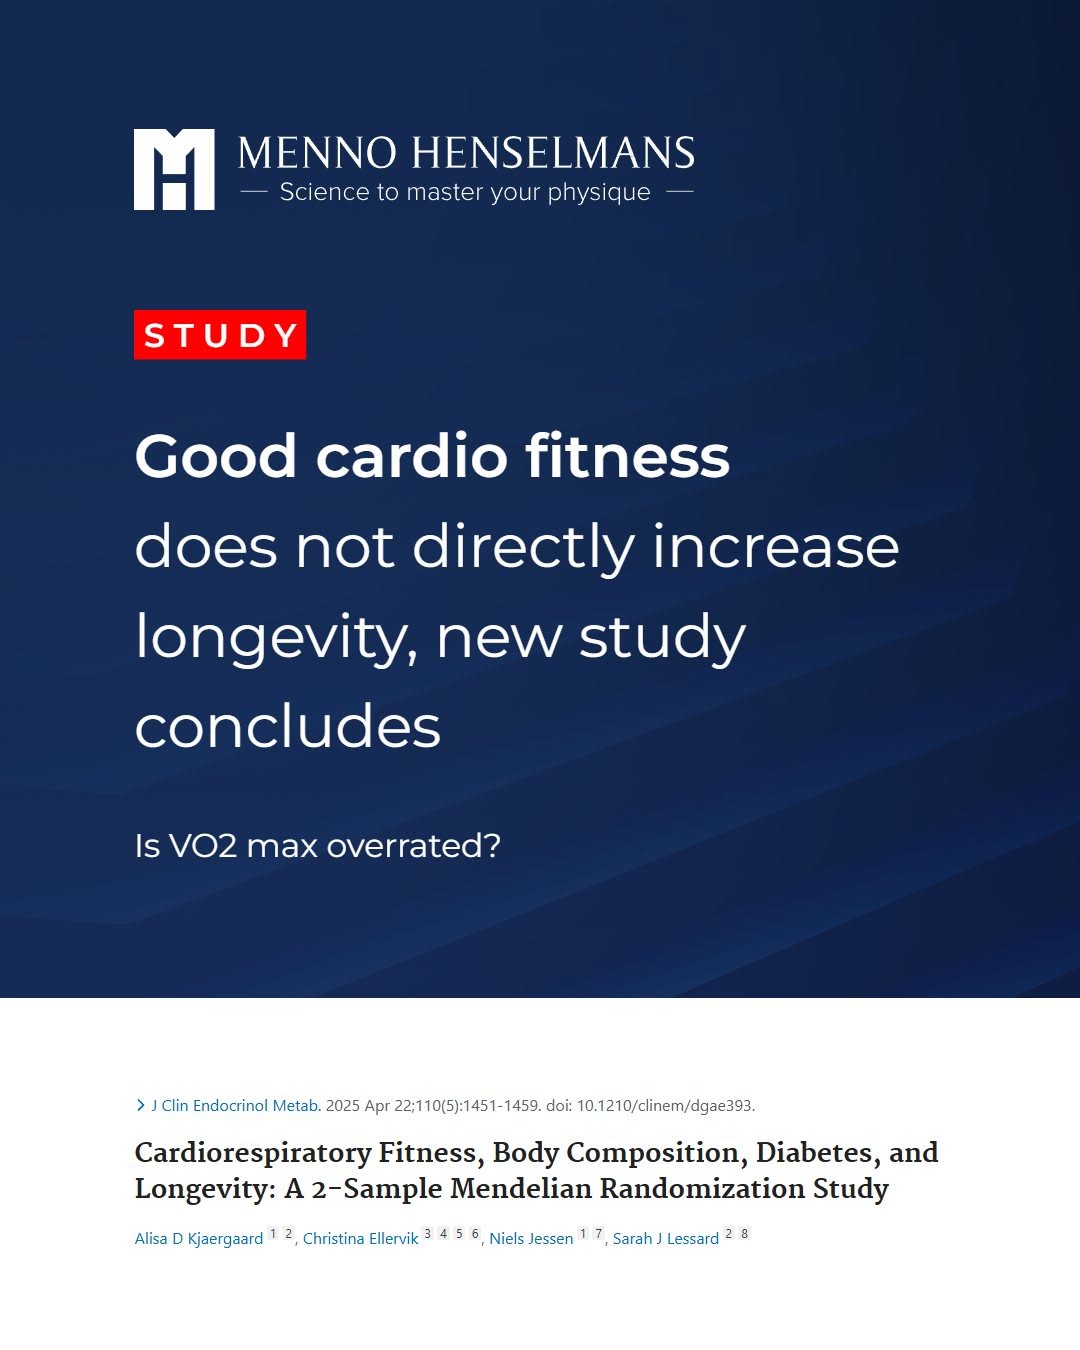 MENNO HENSELMANS
Science to master your physique
STUDY
Good cardio fitness
does not directly increase
longevity, new study
concludes
Is VO2 max overrated?
> J Clin Endocrinol Metab. 2025 Apr 22;110(5):1451-1459. doi: 10.1210/clinem/dgae393.
Cardiorespiratory Fitness, Body Composition, Diabetes, and
Longevity: A 2-Sample Mendelian Randomization Study
Alisa D Kjaergaard 1 2, Christina Ellervik 3 4 5 6, Niels Jessen 1 7, Sarah J Lessard 2 8